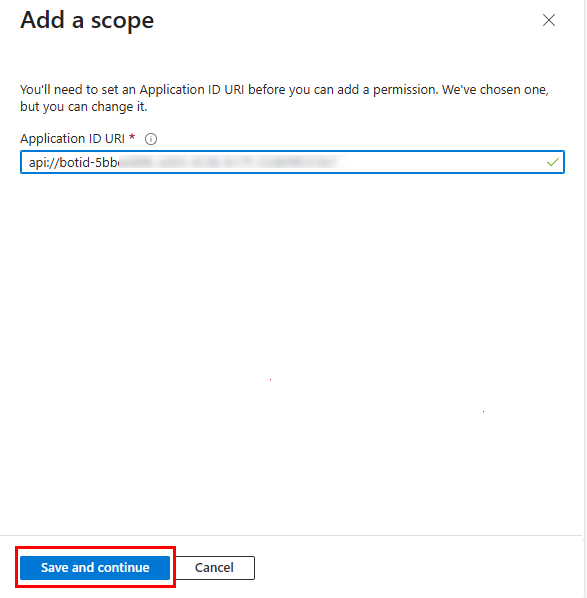 Add a scope
You'll need to set an Application ID URI before you can add a permission. We've chosen one,
but you can change it.
Application ID URI *
api://botid-5bb
Save and continue
Cancel